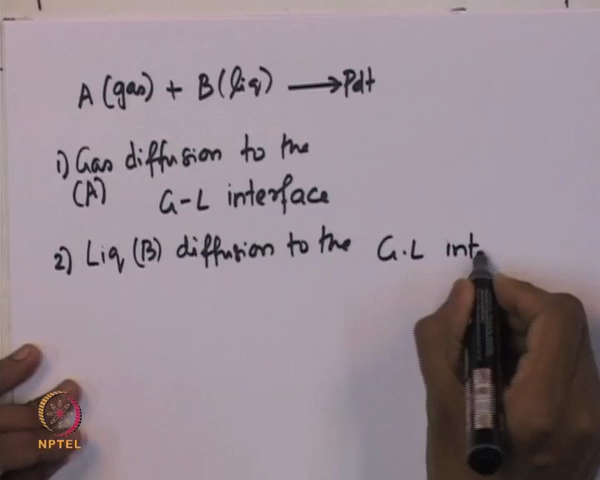 A (gas) + B (liq) ⟶ Pdt
1) Gas diffusion to the
(A) G-L interface
2) Liq (B) diffusion to the G.L int
NPTEL